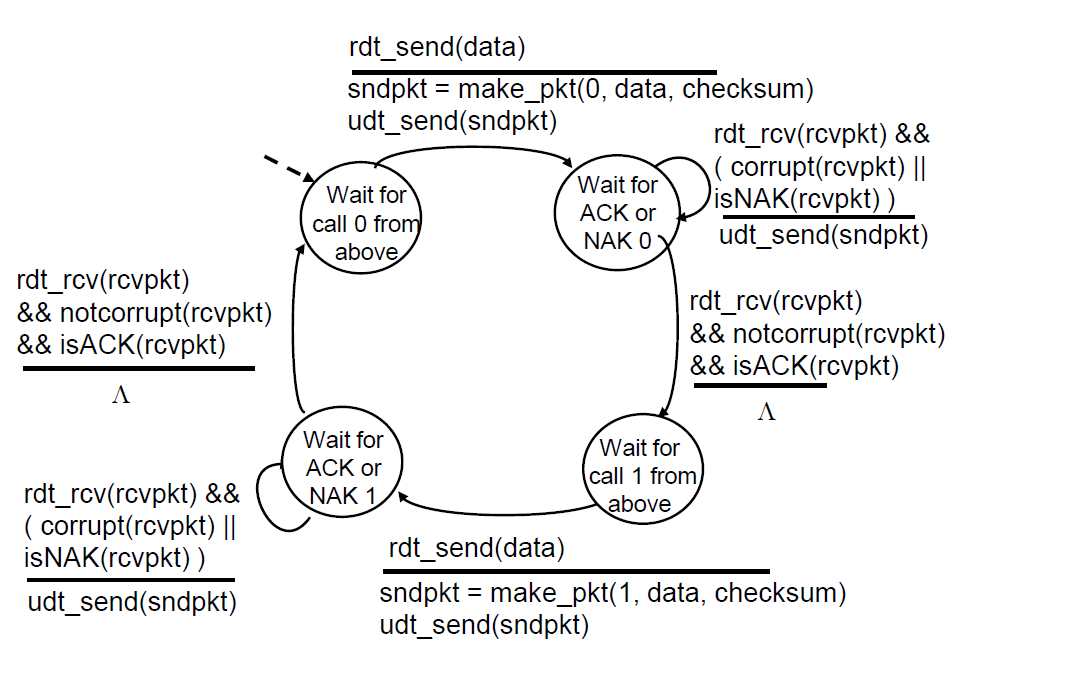 rdt_send(data)
sndpkt = make_pkt(0, data, checksum)
udt_send(sndpkt)
rdt_rcv(rcvpkt) &&
( corrupt(rcvpkt) ||
isNAK(rcvpkt) )
udt_send(sndpkt)
Wait for
call 0 from
above
Wait for
ACK or
NAK 0
rdt_rcv(rcvpkt)
&& notcorrupt(rcvpkt)
&& isACK(rcvpkt)
Λ
rdt_rcv(rcvpkt)
&& notcorrupt(rcvpkt)
&& isACK(rcvpkt)
Λ
Wait for
ACK or
NAK 1
Wait for
call 1 from
above
rdt_rcv(rcvpkt) &&
( corrupt(rcvpkt) ||
isNAK(rcvpkt) )
udt_send(sndpkt)
rdt_send(data)
sndpkt = make_pkt(1, data, checksum)
udt_send(sndpkt)